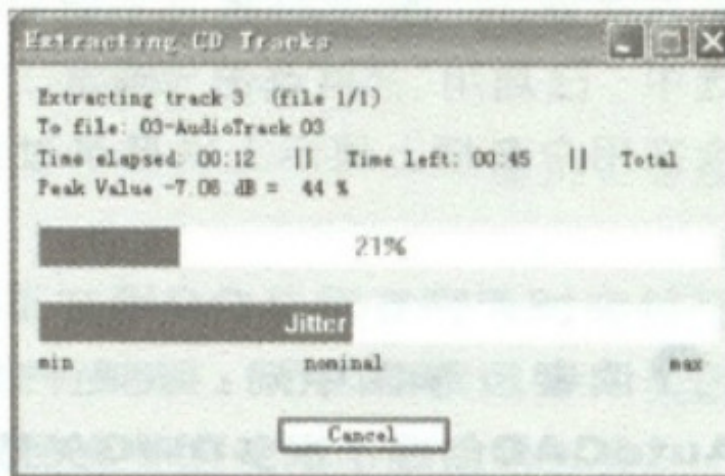 Extracting CD Tracks
Extracting track 3 (file 1/1)
To file: 03-AudioTrack 03
Time elapsed: 00:12 || Time left: 00:45 || Total
Peak Value -7.08 dB = 44 %
21%
Jitter
min nominal max
Cancel